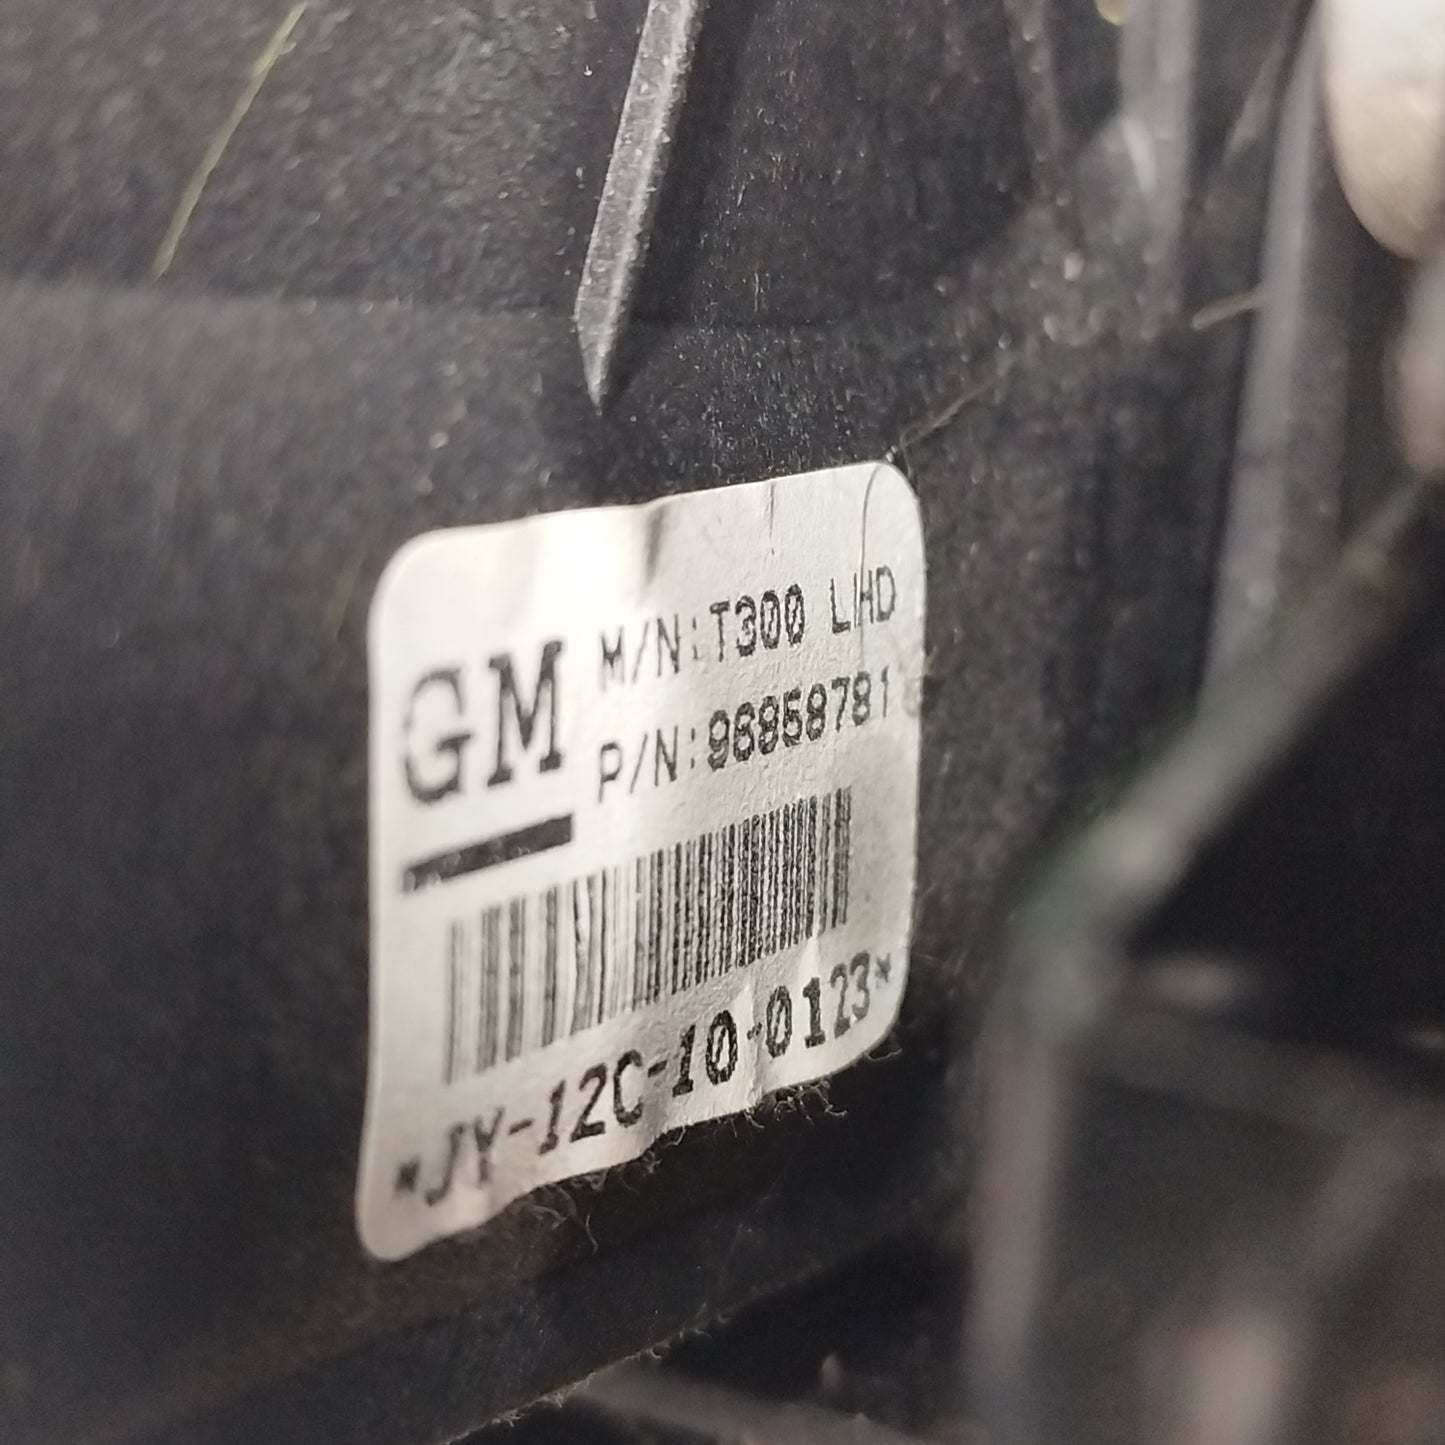 GM
M/N:T300 LHD
P/N:96858781
*JY-12C-10-0123*